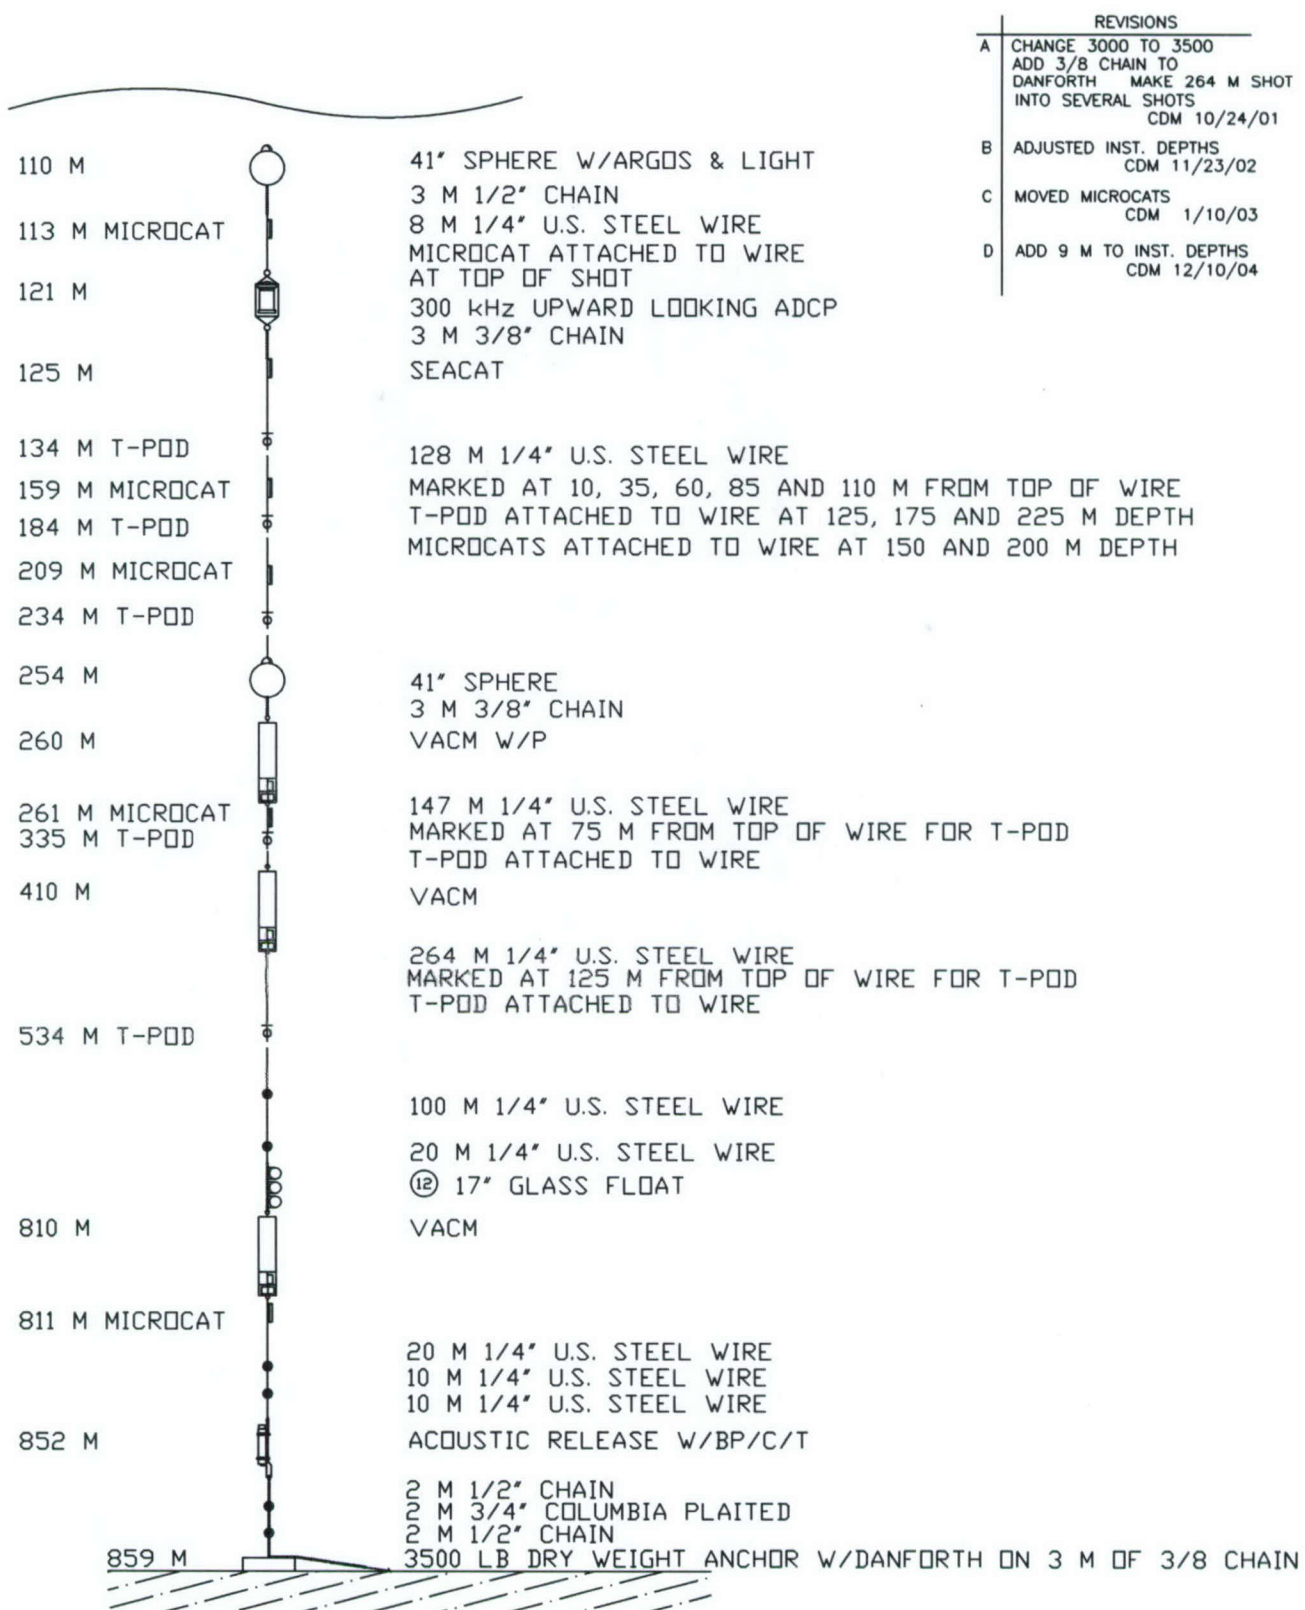 REVISIONS
A CHANGE 3000 TO 3500
ADD 3/8 CHAIN TO
DANFORTH MAKE 264 M SHOT
INTO SEVERAL SHOTS
CDM 10/24/01
B ADJUSTED INST. DEPTHS
CDM 11/23/02
C MOVED MICROCATS
CDM 1/10/03
D ADD 9 M TO INST. DEPTHS
CDM 12/10/04
110 M 41" SPHERE W/ARGOS & LIGHT
3 M 1/2" CHAIN
113 M MICROCAT 8 M 1/4" U.S. STEEL WIRE
MICROCAT ATTACHED TO WIRE
AT TOP OF SHOT
121 M 300 kHz UPWARD LOOKING ADCP
3 M 3/8" CHAIN
125 M SEACAT
134 M T-POD 128 M 1/4" U.S. STEEL WIRE
159 M MICROCAT MARKED AT 10, 35, 60, 85 AND 110 M FROM TOP OF WIRE
184 M T-POD T-POD ATTACHED TO WIRE AT 125, 175 AND 225 M DEPTH
MICROCATS ATTACHED TO WIRE AT 150 AND 200 M DEPTH
209 M MICROCAT
234 M T-POD
254 M 41" SPHERE
3 M 3/8" CHAIN
260 M VACM W/P
261 M MICROCAT 147 M 1/4" U.S. STEEL WIRE
335 M T-POD MARKED AT 75 M FROM TOP OF WIRE FOR T-POD
T-POD ATTACHED TO WIRE
410 M VACM
264 M 1/4" U.S. STEEL WIRE
MARKED AT 125 M FROM TOP OF WIRE FOR T-POD
T-POD ATTACHED TO WIRE
534 M T-POD
100 M 1/4" U.S. STEEL WIRE
20 M 1/4" U.S. STEEL WIRE
12 17" GLASS FLOAT
810 M VACM
811 M MICROCAT
20 M 1/4" U.S. STEEL WIRE
10 M 1/4" U.S. STEEL WIRE
10 M 1/4" U.S. STEEL WIRE
852 M ACOUSTIC RELEASE W/BP/C/T
2 M 1/2" CHAIN
2 M 3/4" COLUMBIA PLAITED
2 M 1/2" CHAIN
859 M 3500 LB DRY WEIGHT ANCHOR W/DANFORTH ON 3 M OF 3/8 CHAIN